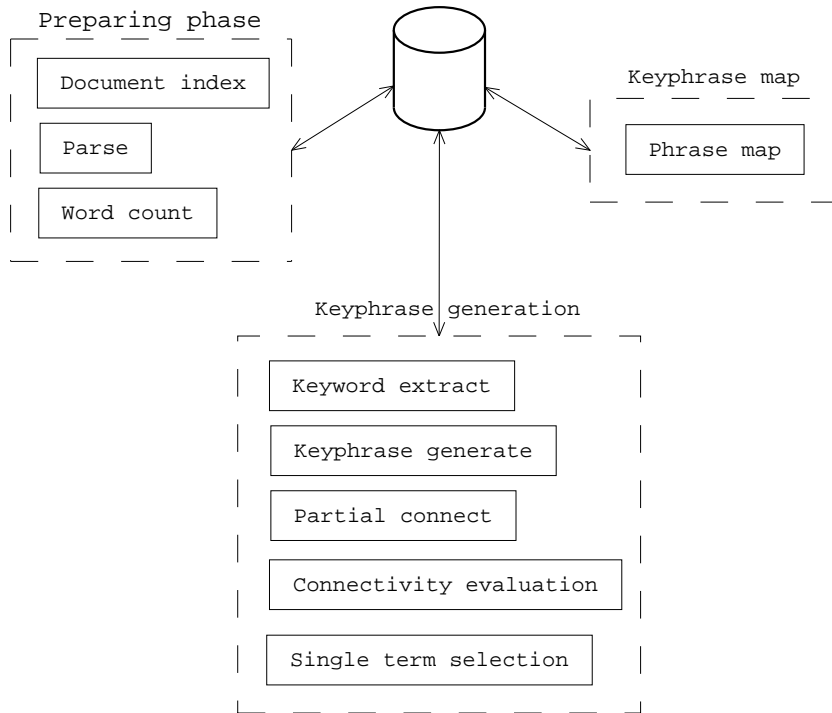 Preparing phase
Document index
Parse
Word count
Keyphrase map
Phrase map
Keyphrase generation
Keyword extract
Keyphrase generate
Partial connect
Connectivity evaluation
Single term selection